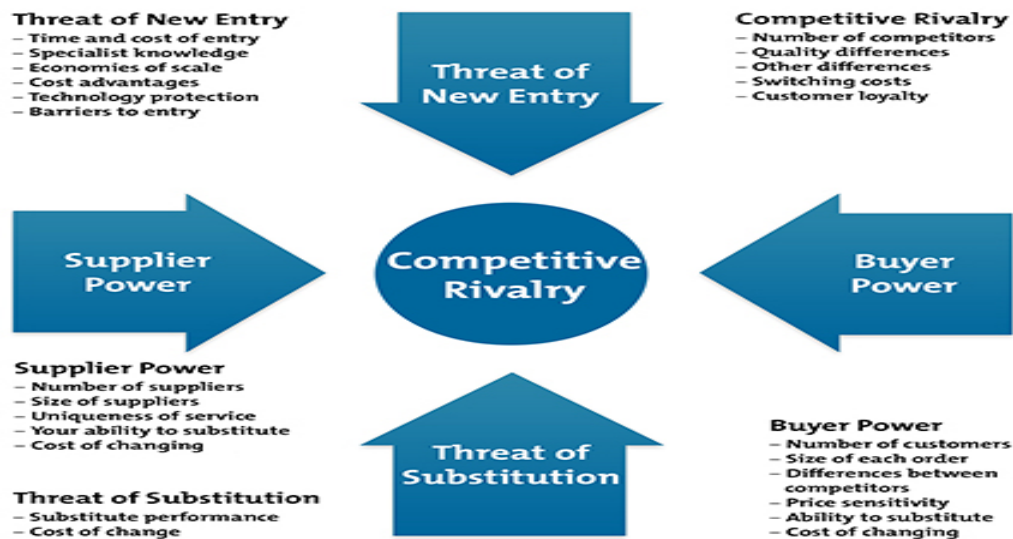 Threat of New Entry
– Time and cost of entry
– Specialist knowledge
– Economies of scale
– Cost advantages
– Technology protection
– Barriers to entry
Threat of
New Entry
Competitive Rivalry
– Number of competitors
– Quality differences
– Other differences
– Switching costs
– Customer loyalty
Supplier
Power
Competitive
Rivalry
Buyer
Power
Supplier Power
– Number of suppliers
– Size of suppliers
– Uniqueness of service
– Your ability to substitute
– Cost of changing
Threat of Substitution
– Substitute performance
– Cost of change
Threat of
Substitution
Buyer Power
– Number of customers
– Size of each order
– Differences between
competitors
– Price sensitivity
– Ability to substitute
– Cost of changing